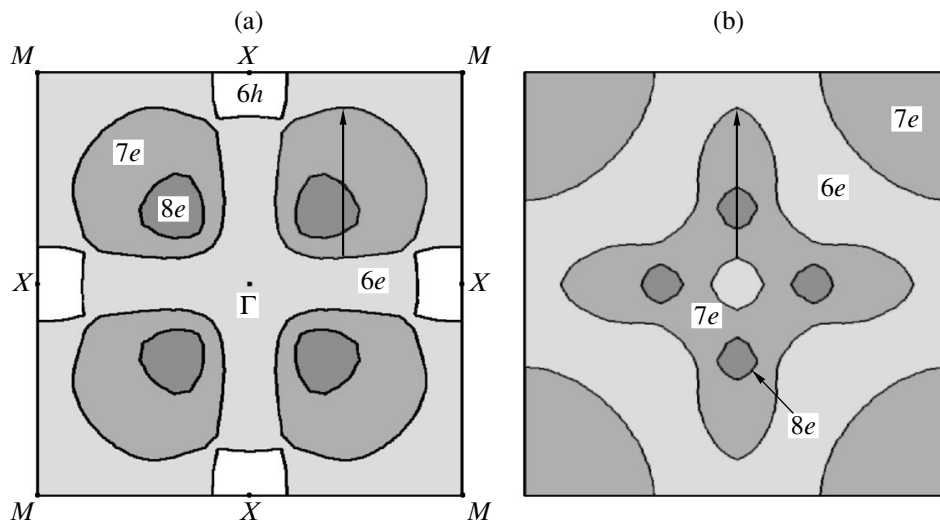 (a) (b)
M X M
6h
7e 7e
8e 6e
X 6e X
Γ
7e
8e
M X M